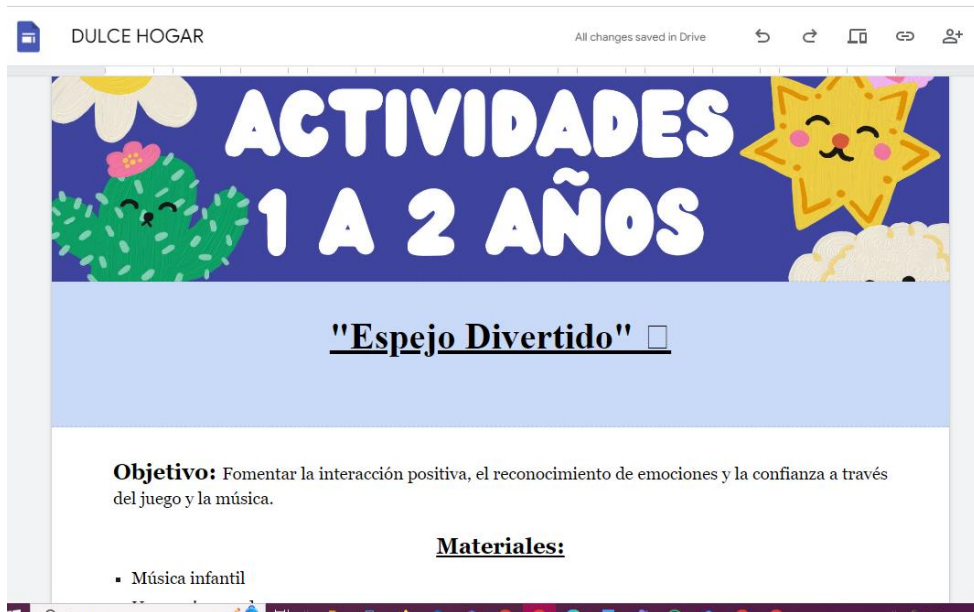 DULCE HOGAR
All changes saved in Drive
ACTIVIDADES
1 A 2 AÑOS
"Espejo Divertido" □
Objetivo: Fomentar la interacción positiva, el reconocimiento de emociones y la confianza a través
del juego y la música.
Materiales:
▪ Música infantil